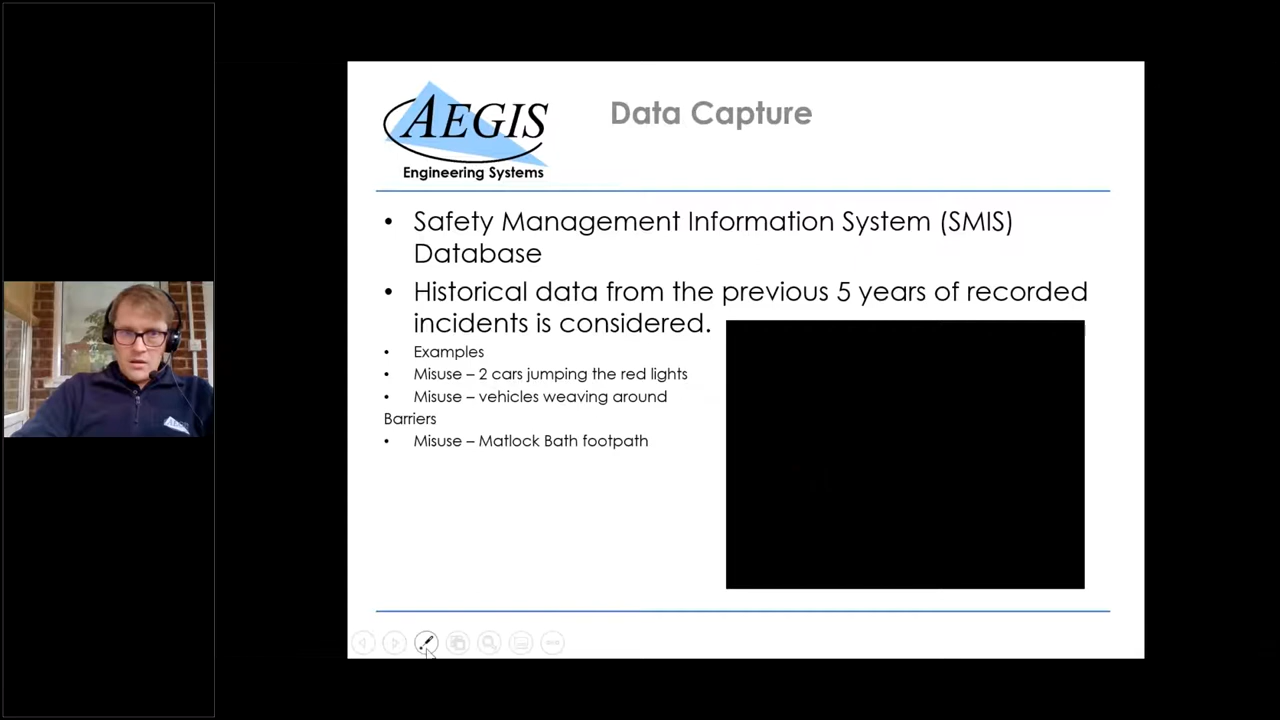 AEGIS
Engineering Systems
Data Capture
• Safety Management Information System (SMIS)
Database
• Historical data from the previous 5 years of recorded
incidents is considered.
• Examples
• Misuse – 2 cars jumping the red lights
• Misuse – vehicles weaving around
Barriers
• Misuse – Matlock Bath footpath